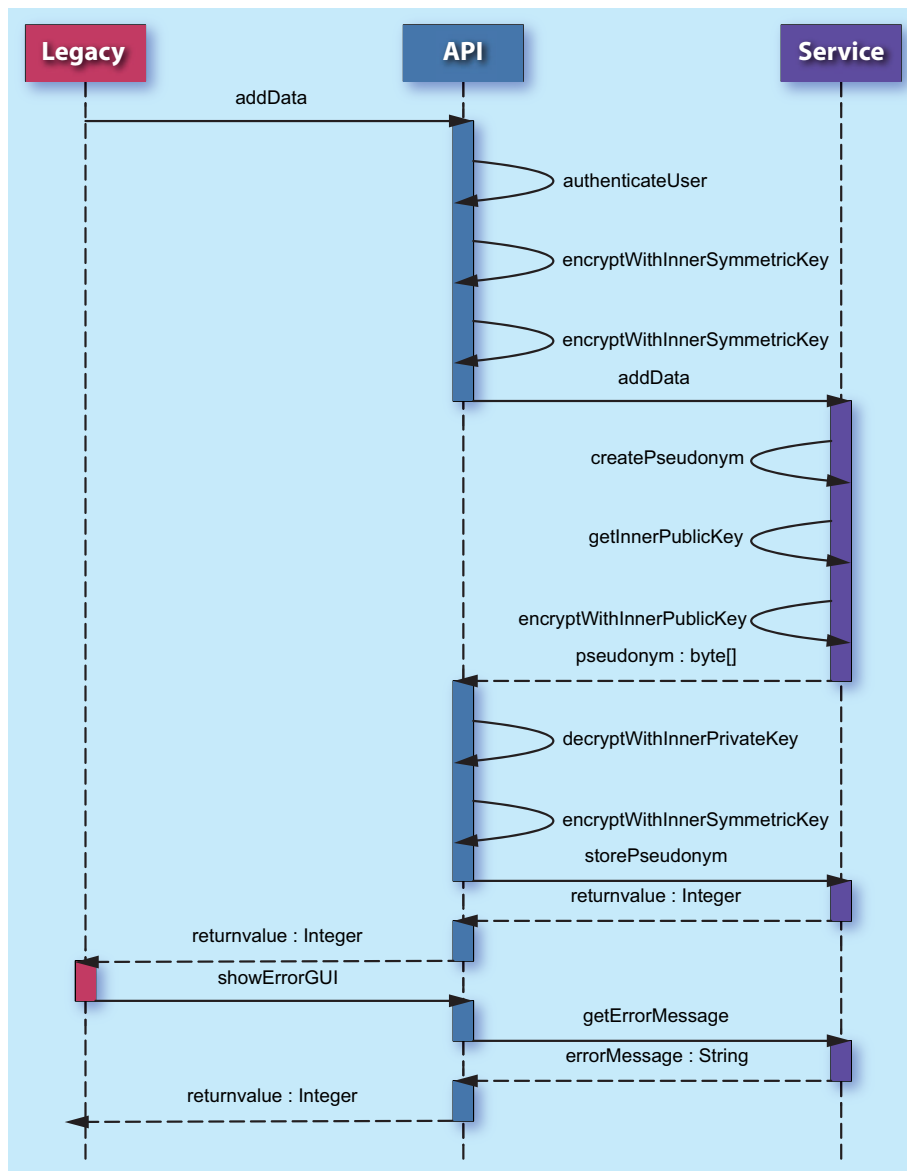 Legacy
API
Service
addData
authenticateUser
encryptWithInnerSymmetricKey
encryptWithInnerSymmetricKey
addData
createPseudonym
getInnerPublicKey
encryptWithInnerPublicKey
pseudonym : byte[]
decryptWithInnerPrivateKey
encryptWithInnerSymmetricKey
storePseudonym
returnvalue : Integer
returnvalue : Integer
showErrorGUI
getErrorMessage
errorMessage : String
returnvalue : Integer